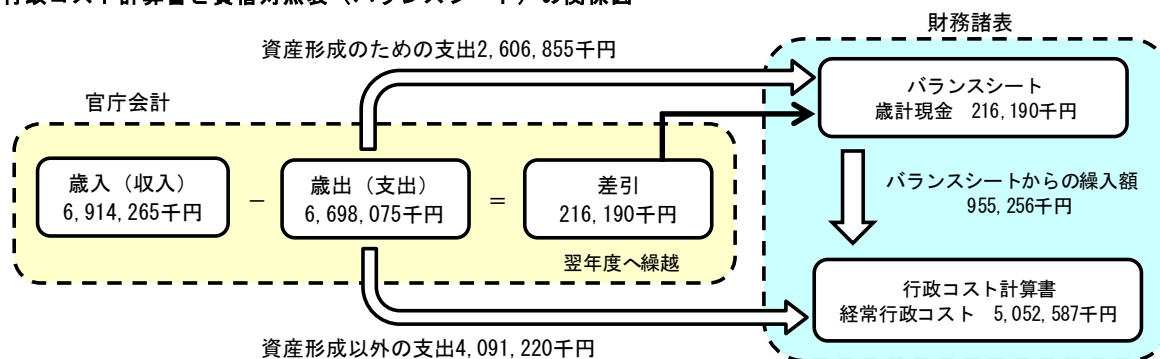 行政コスト計算書と貸借対照表（バランスシート）の関係図
財務諸表
資産形成のための支出2,606,855千円
官庁会計
バランスシート
歳計現金　216,190千円
歳入（収入）
6,914,265千円
－
歳出（支出）
6,698,075千円
＝
差引
216,190千円
翌年度へ繰越
バランスシートからの繰入額
955,256千円
行政コスト計算書
経常行政コスト　5,052,587千円
資産形成以外の支出4,091,220千円